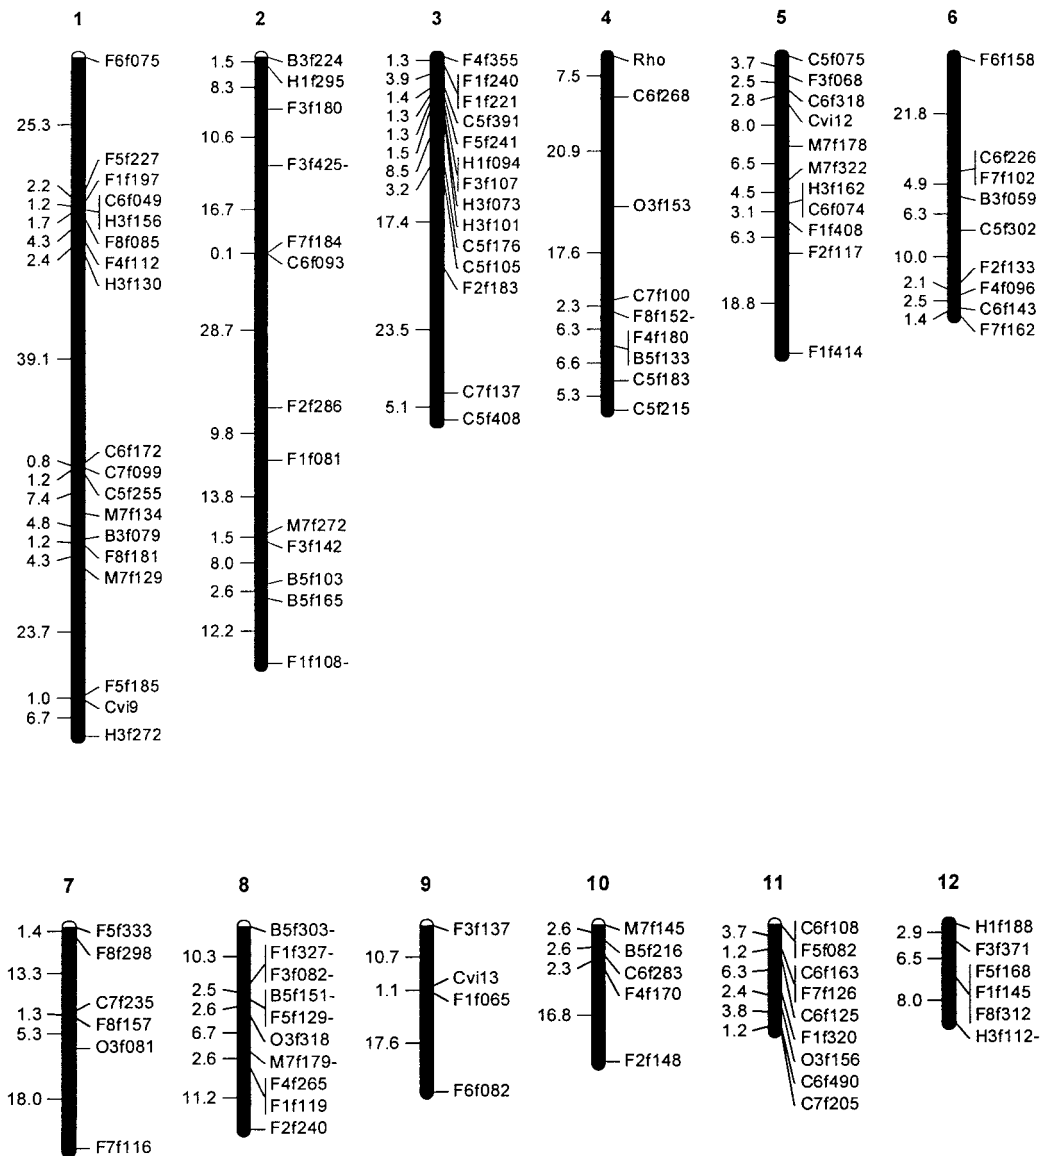 1
F6f075
25.3
F5f227
F1f197
2.2
C6f049
1.2
H3f156
1.7
F8f085
4.3
F4f112
2.4
H3f130
39.1
C6f172
0.8
C7f099
1.2
C5f255
7.4
M7f134
4.8
B3f079
1.2
F8f181
4.3
M7f129
23.7
F5f185
1.0
Cvi9
6.7
H3f272
2
1.5
B3f224
H1f295
8.3
F3f180
10.6
F3f425-
16.7
F7f184
0.1
C6f093
28.7
F2f286
9.8
F1f081
13.8
M7f272
1.5
F3f142
8.0
B5f103
2.6
B5f165
12.2
F1f108-
3
1.3
F4f355
3.9
F1f240
1.4
F1f221
1.3
C5f391
1.3
F5f241
1.5
H1f094
8.5
F3f107
3.2
H3f073
17.4
H3f101
C5f176
C5f105
F2f183
23.5
C7f137
5.1
C5f408
4
Rho
7.5
C6f268
20.9
O3f153
17.6
C7f100
2.3
F8f152-
6.3
F4f180
B5f133
6.6
C5f183
5.3
C5f215
5
C5f075
3.7
F3f068
2.5
C6f318
2.8
Cvi12
8.0
M7f178
6.5
M7f322
4.5
H3f162
3.1
C6f074
F1f408
6.3
F2f117
18.8
F1f414
6
F6f158
21.8
C6f226
F7f102
4.9
B3f059
6.3
C5f302
10.0
F2f133
2.1
F4f096
2.5
C6f143
1.4
F7f162
7
1.4
F5f333
F8f298
13.3
C7f235
1.3
F8f157
5.3
O3f081
18.0
F7f116
8
B5f303-
10.3
F1f327-
F3f082-
2.5
B5f151-
2.6
F5f129-
6.7
O3f318
2.6
M7f179-
F4f265
11.2
F1f119
F2f240
9
F3f137
10.7
Cvi13
1.1
F1f065
17.6
F6f082
10
2.6
M7f145
2.6
B5f216
2.3
C6f283
F4f170
16.8
F2f148
11
C6f108
3.7
F5f082
1.2
C6f163
6.3
F7f126
2.4
C6f125
3.8
F1f320
1.2
O3f156
C6f490
C7f205
12
H1f188
2.9
F3f371
6.5
F5f168
F1f145
8.0
F8f312
H3f112-